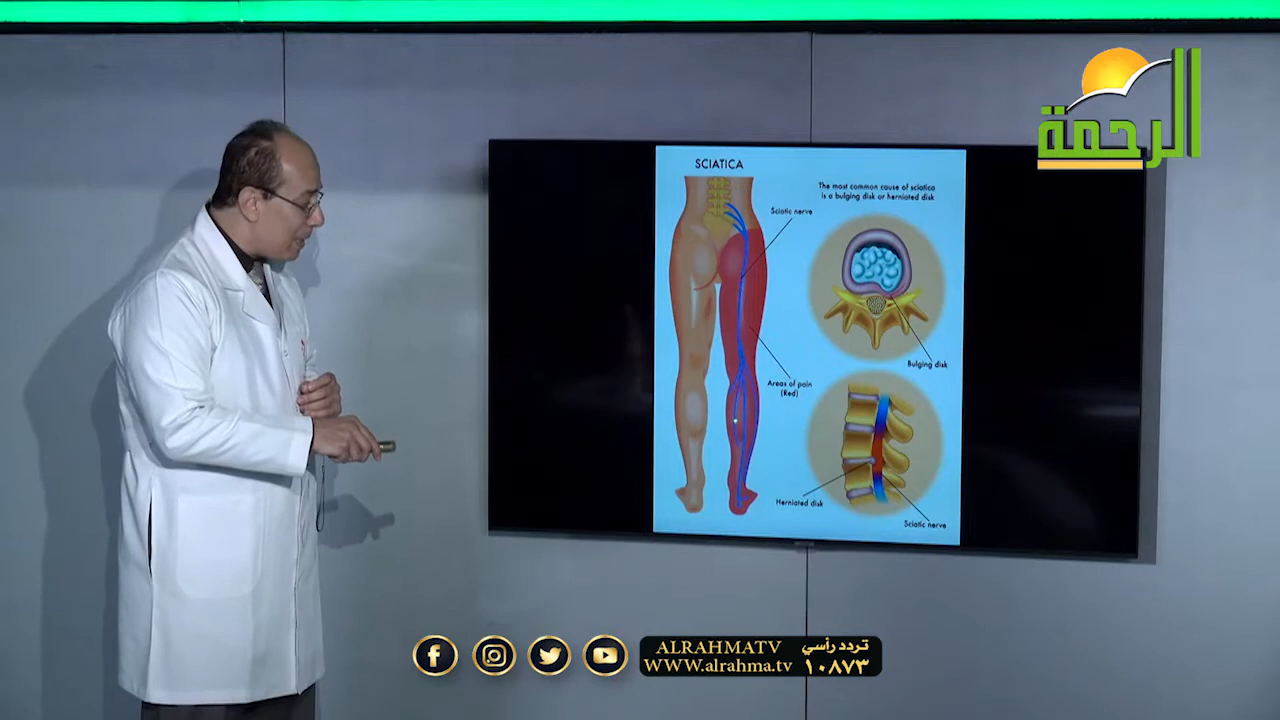 الرحمة
SCIATICA
The most common cause of sciatica
is a bulging disk or herniated disk
Sciatic nerve
Bulging disk
Areas of pain
(Red)
Herniated disk
Sciatic nerve
ALRAHMATV
WWW.alrahma.tv
تردد رأسي
١٠٨٧٣